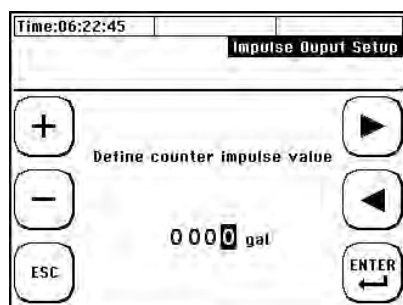 Time:06:22:45
Impulse Ouput Setup
+
Define counter impulse value
−
0000 gal
ESC
ENTER